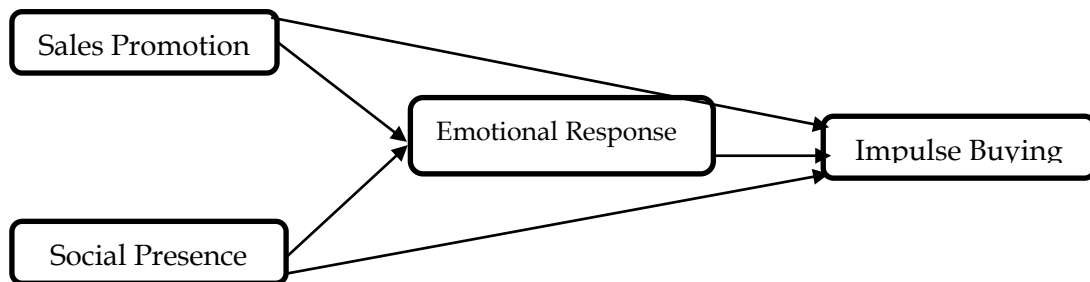 Sales Promotion
Emotional Response
Impulse Buying
Social Presence